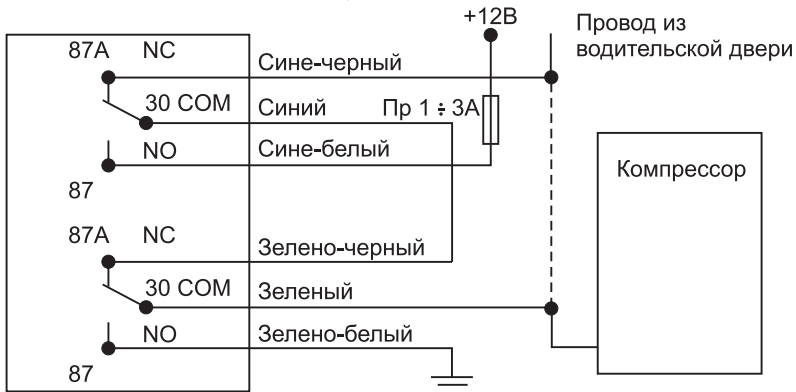 +12В
Провод из
водительской двери
87A NC
Сине-черный
30 COM
Синий
Пр 1 ÷ 3А
NO
Сине-белый
87
Компрессор
87A NC
Зелено-черный
30 COM
Зеленый
NO
Зелено-белый
87